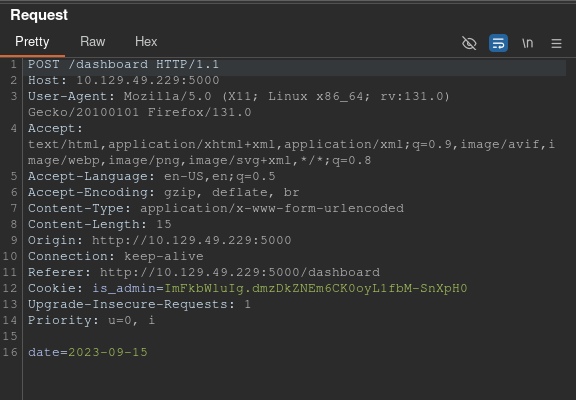 Request
Pretty Raw Hex \n
1 POST /dashboard HTTP/1.1
2 Host: 10.129.49.229:5000
3 User-Agent: Mozilla/5.0 (X11; Linux x86_64; rv:131.0)
Gecko/20100101 Firefox/131.0
4 Accept:
text/html,application/xhtml+xml,application/xml;q=0.9,image/avif,i
mage/webp,image/png,image/svg+xml,*/*;q=0.8
5 Accept-Language: en-US,en;q=0.5
6 Accept-Encoding: gzip, deflate, br
7 Content-Type: application/x-www-form-urlencoded
8 Content-Length: 15
9 Origin: http://10.129.49.229:5000
10 Connection: keep-alive
11 Referer: http://10.129.49.229:5000/dashboard
12 Cookie: is_admin=ImFkbWluIg.dmzDkZNEm6CK0oyL1fbM-SnXpH0
13 Upgrade-Insecure-Requests: 1
14 Priority: u=0, i
15
16 date=2023-09-15